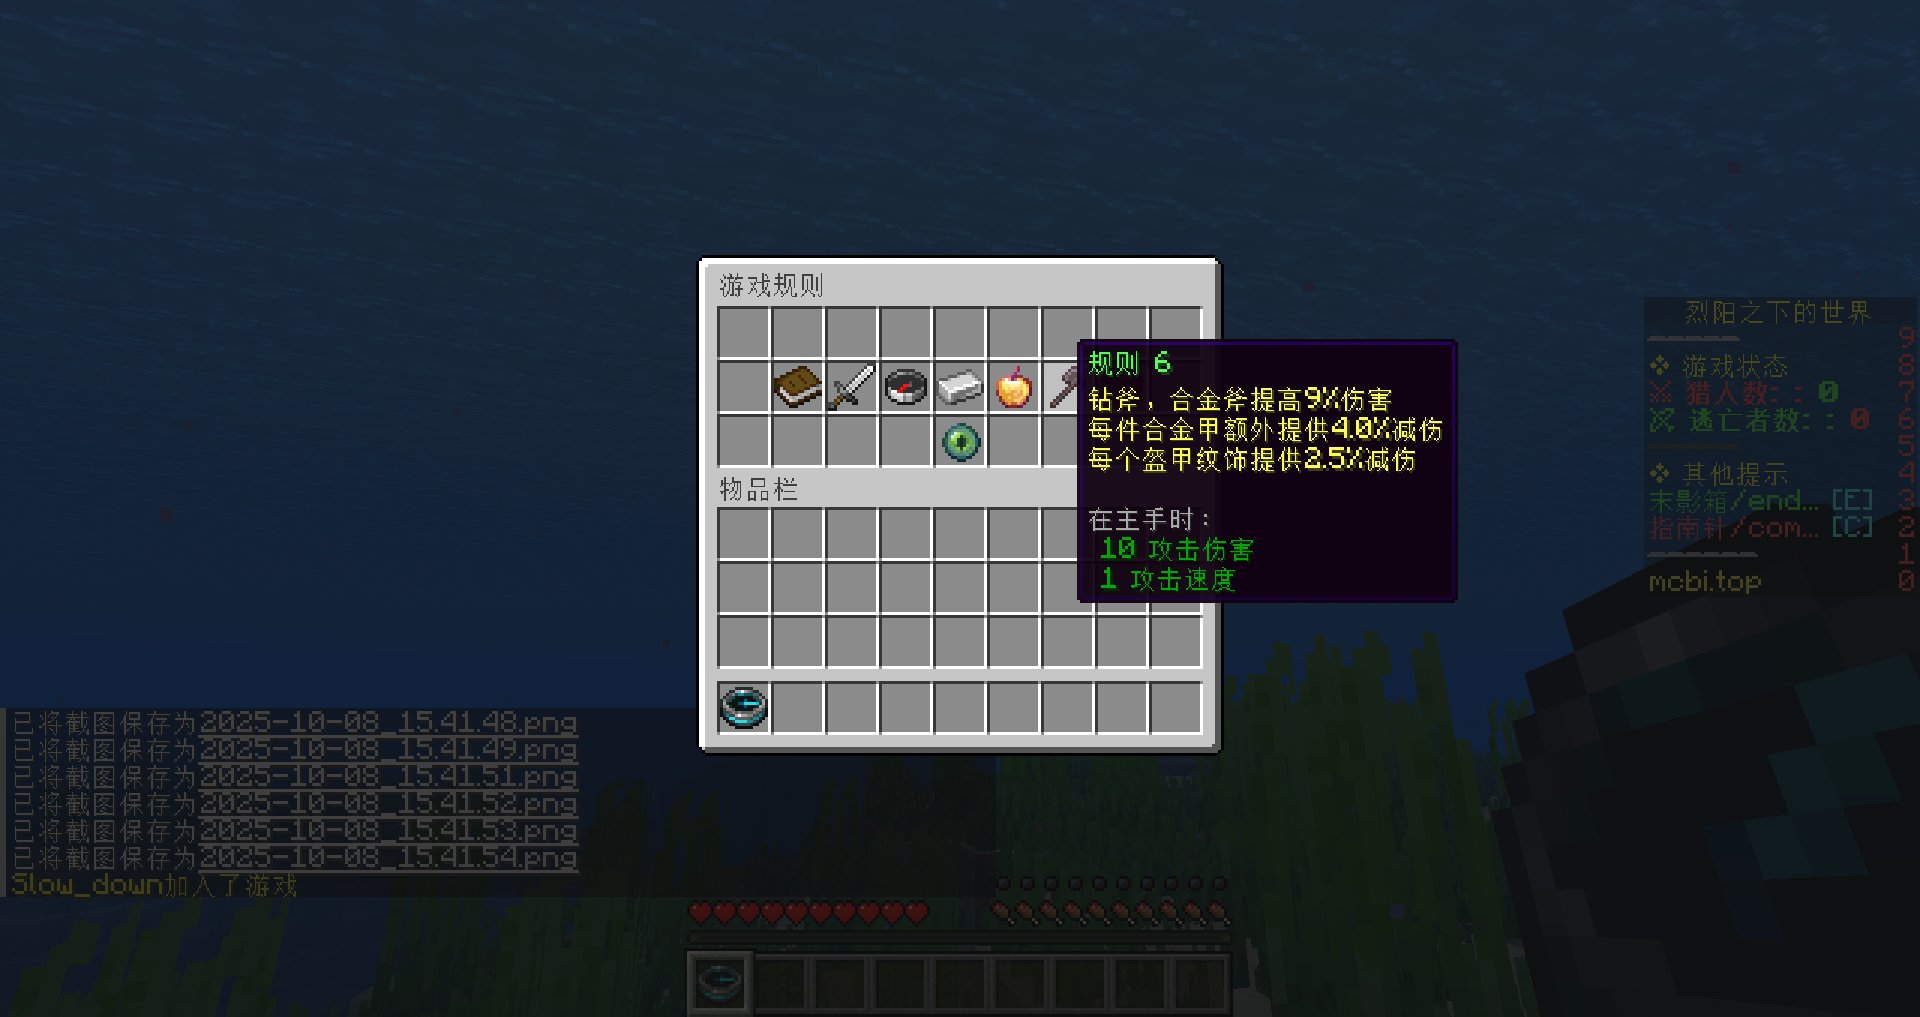 游戏规则
规则 6
钻斧，合金斧提高9%伤害
每件合金甲额外提供4.0%减伤
每个盔甲纹饰提供2.5%减伤
在主手时：
10 攻击伤害
1 攻击速度
物品栏
烈阳之下的世界
9
❖ 游戏状态 8
猎人数: : 0 7
逃亡者数: : 0 6
5
❖ 其他提示 4
末影箱/end... [E] 3
指南针/com... [C] 2
1
mcbi.top 0
已将截图保存为2025-10-08_15.41.48.png
已将截图保存为2025-10-08_15.41.49.png
已将截图保存为2025-10-08_15.41.51.png
已将截图保存为2025-10-08_15.41.52.png
已将截图保存为2025-10-08_15.41.53.png
已将截图保存为2025-10-08_15.41.54.png
Slow_down加入了游戏